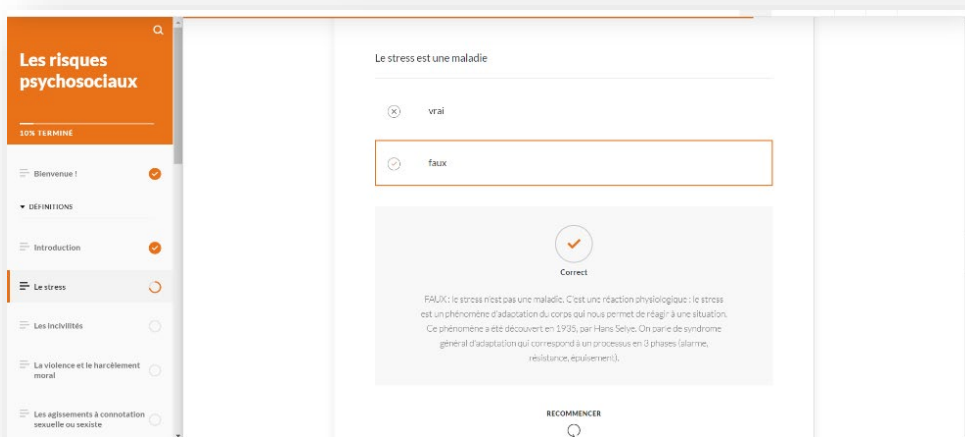 Les risques
psychosociaux
10% TERMINÉ
Bienvenue !
DÉFINITIONS
Introduction
Le stress
Les incivilités
La violence et le harcèlement
moral
Les agissements à connotation
sexuelle ou sexiste
Le stress est une maladie
vrai
faux
Correct
FAUX : le stress n'est pas une maladie. C'est une réaction physiologique : le stress
est un phénomène d'adaptation du corps qui nous permet de réagir à une situation.
Ce phénomène a été découvert en 1935, par Hans Selye. On parle de syndrome
général d'adaptation qui correspond à un processus en 3 phases (alarme,
résistance, épuisement).
RECOMMENCER